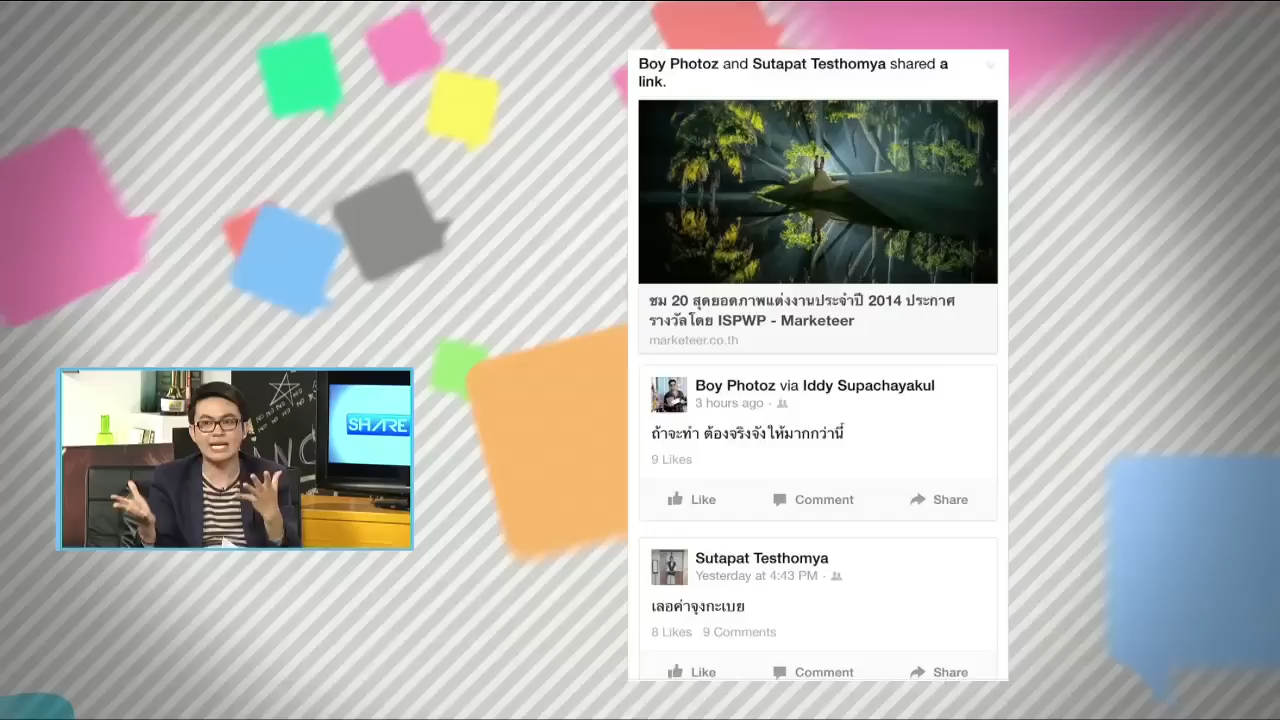 Boy Photoz and Sutapat Testhomya shared a
link.
ชม 20 สุดยอดภาพแต่งงานประจำปี 2014 ประกาศ
รางวัลโดย ISPWP - Marketeer
marketeer.co.th
Boy Photoz via Iddy Supachayakul
3 hours ago
ถ้าจะทำ ต้องจริงจังให้มากกว่านี้
9 Likes
Like Comment Share
Sutapat Testhomya
Yesterday at 4:43 PM
เลอค่าจุงกะเบย
8 Likes 9 Comments
Like Comment Share
SHARE